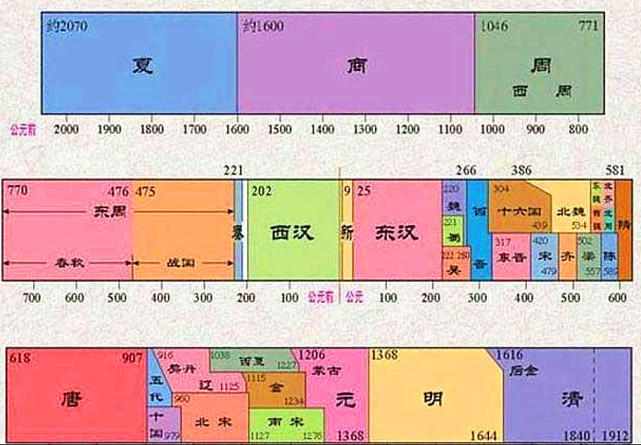 约2070
约1600
1046 771
夏
商
周
西周
公元前 2000 1900 1800 1700 1600 1500 1400 1300 1200 1100 1000 900 800
221 266 386 581
770 476 475
202
9 25
220
304
东周
秦
西汉
新
东汉
魏
221
蜀
222 280
吴
西晋
十六国
439
北魏
534
东魏
北齐
西魏
北周
隋
317
东晋
420
宋
479
齐
502
梁
557
陈
589
春秋
战国
700 600 500 400 300 200 100 公元前 公元 100 200 300 400 500 600
618 907
唐
五代
十国
979
916
契丹
辽
1125
960
北宋
1038
西夏
1227
1115
金
1234
1127
南宋
1276
1206
蒙古
元
1368
1368
明
1644
1616
后金
清
1840 1912